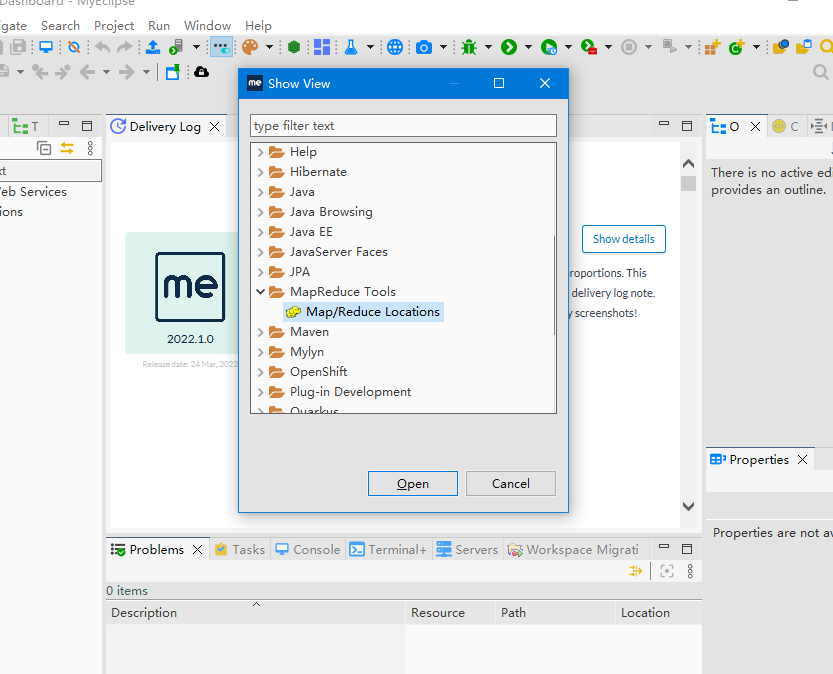 Dashboard - MyEclipse
gate Search Project Run Window Help
me Show View
T
Delivery Log
O
C
type filter text
xt
eb Services
ions
Help
Hibernate
Java
Java Browsing
Java EE
JavaServer Faces
JPA
MapReduce Tools
Map/Reduce Locations
Maven
Mylyn
OpenShift
Plug-in Development
Quarkus
Open
Cancel
me
2022.1.0
Release date: 24 Mar, 2022
Show details
roportions. This
delivery log note.
y screenshots!
There is no active edi
provides an outline.
Properties
Properties are not av
Problems Tasks Console Terminal+ Servers Workspace Migrati
0 items
Description Resource Path Location